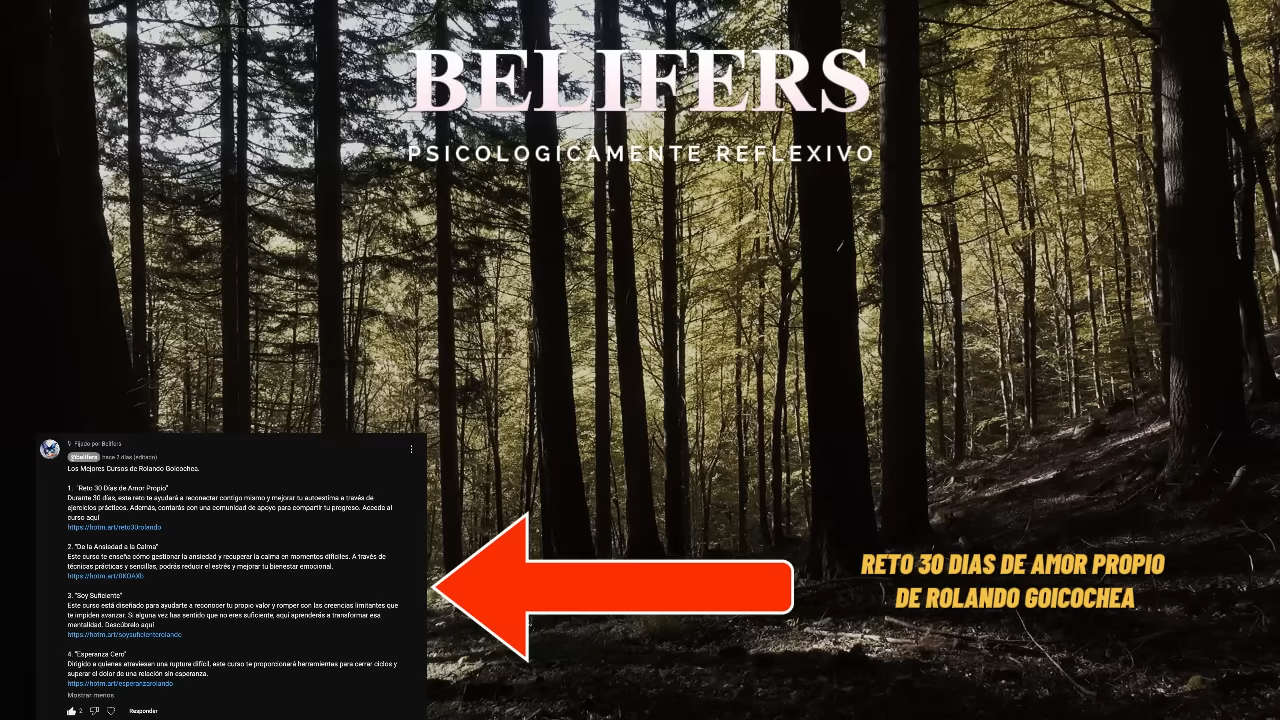 BELIFERS
PSICOLOGICAMENTE REFLEXIVO
Fijado por Belifers
@belifers hace 2 días (editado)
Los Mejores Cursos de Rolando Goicochea.
1. "Reto 30 Días de Amor Propio"
Durante 30 días, este reto te ayudará a reconectar contigo mismo y mejorar tu autoestima a través de
ejercicios prácticos. Además, contarás con una comunidad de apoyo para compartir tu progreso. Accede al
curso aquí
https://hotm.art/reto30rolando
2. "De la Ansiedad a la Calma"
Este curso te enseña cómo gestionar la ansiedad y recuperar la calma en momentos difíciles. A través de
técnicas prácticas y sencillas, podrás reducir el estrés y mejorar tu bienestar emocional.
https://hotm.art/0KOAXb
3. "Soy Suficiente"
Este curso está diseñado para ayudarte a reconocer tu propio valor y romper con las creencias limitantes que
te impiden avanzar. Si alguna vez has sentido que no eres suficiente, aquí aprenderás a transformar esa
mentalidad. Descúbrelo aquí
https://hotm.art/soysuficienterolando
4. "Esperanza Cero"
Dirigido a quienes atraviesan una ruptura difícil, este curso te proporcionará herramientas para cerrar ciclos y
superar el dolor de una relación sin esperanza.
https://hotm.art/esperanzarolando
Mostrar menos
2 Responder
RETO 30 DIAS DE AMOR PROPIO
DE ROLANDO GOICOCHEA